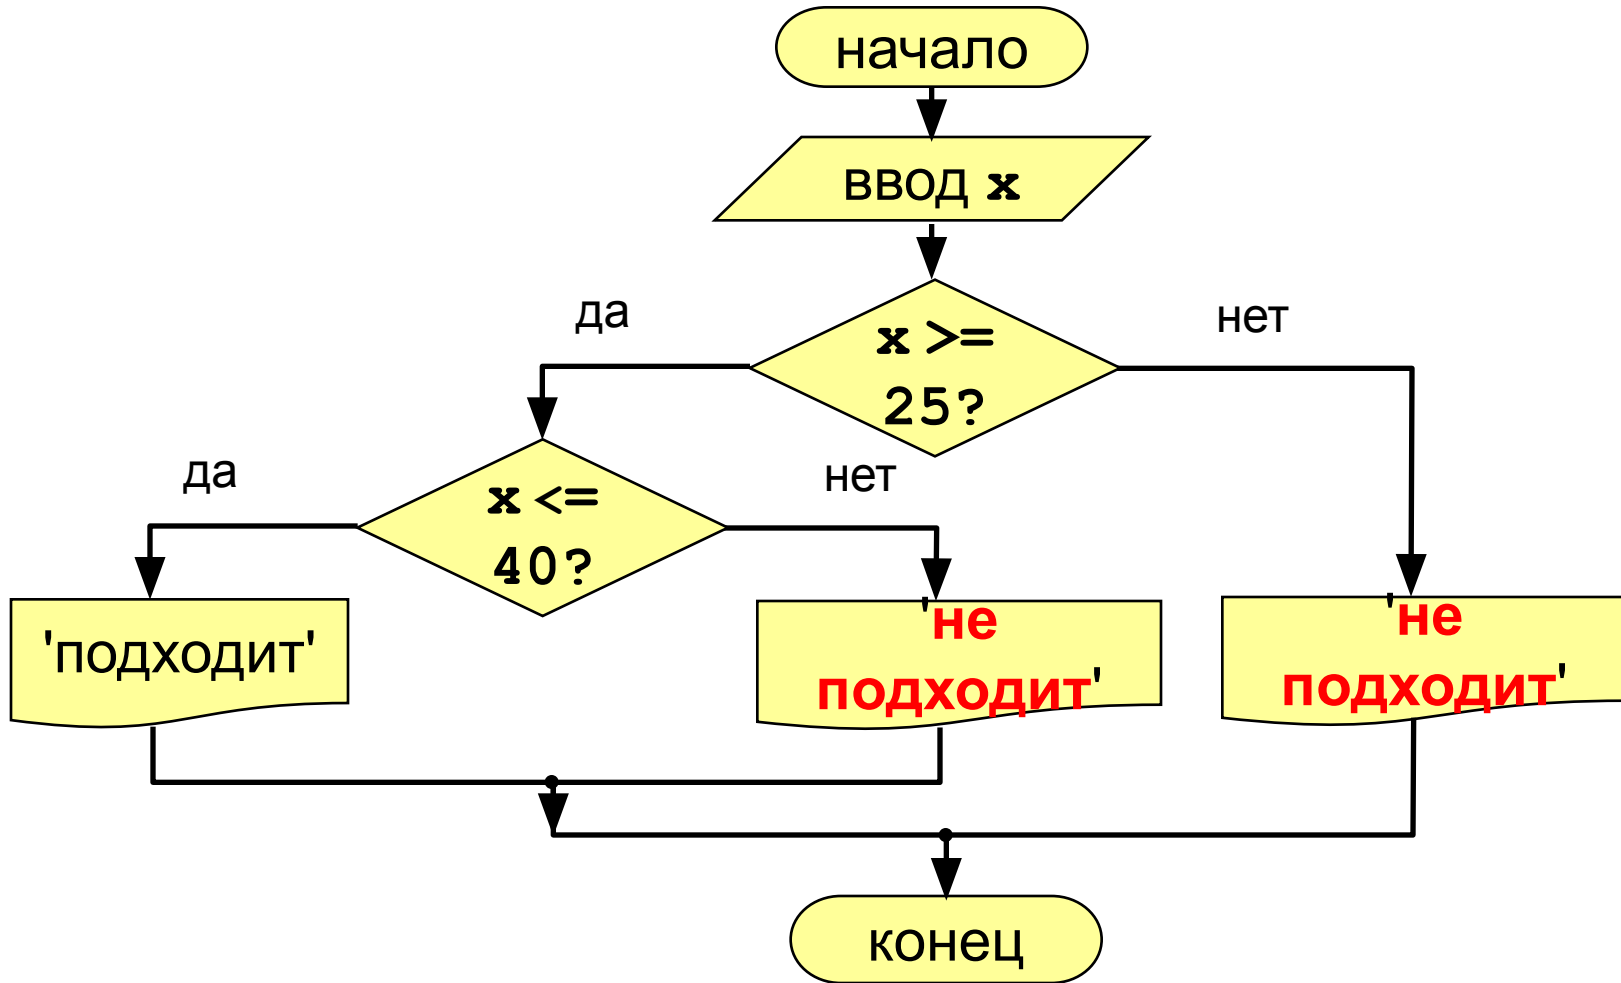 начало
ввод x
да
нет
x >=
25?
да
нет
x <=
40?
'подходит'
'не
подходит'
'не
подходит'
конец